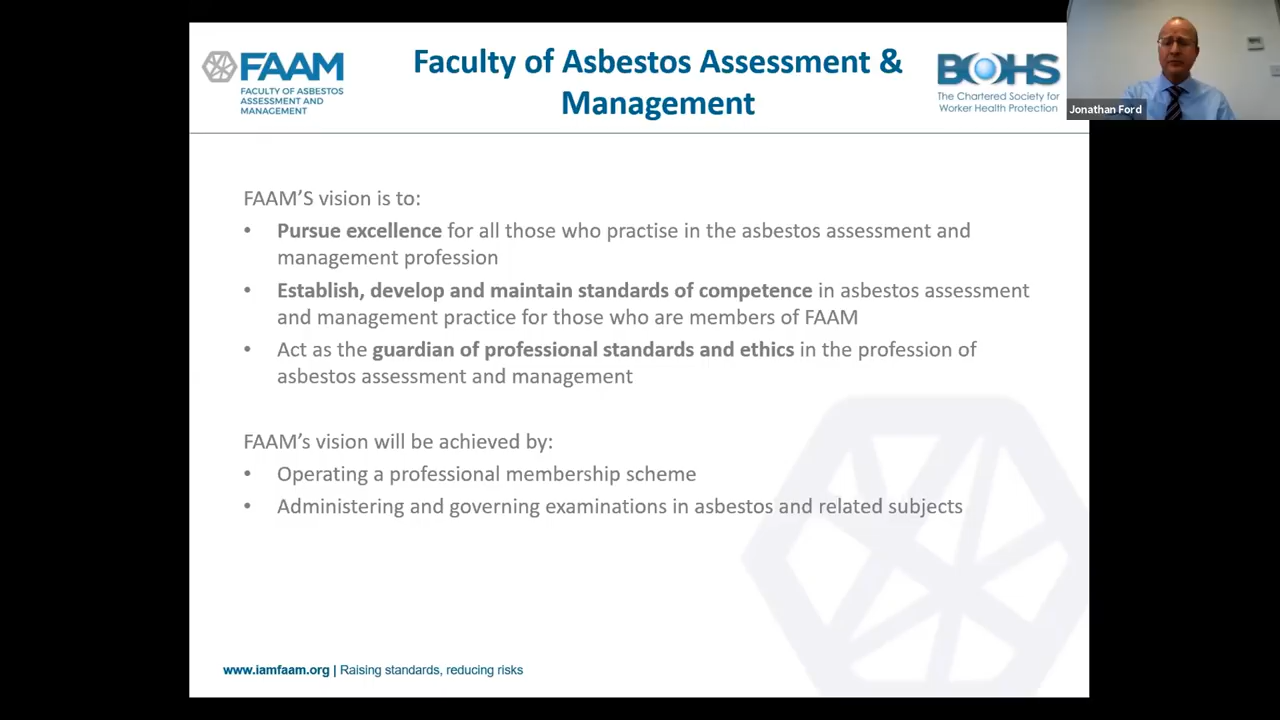 FAAM
FACULTY OF ASBESTOS
ASSESSMENT AND
MANAGEMENT
Faculty of Asbestos Assessment &
Management
BOHS
The Chartered Society for
Worker Health Protection
Jonathan Ford
FAAM'S vision is to:
• Pursue excellence for all those who practise in the asbestos assessment and
management profession
• Establish, develop and maintain standards of competence in asbestos assessment
and management practice for those who are members of FAAM
• Act as the guardian of professional standards and ethics in the profession of
asbestos assessment and management
FAAM's vision will be achieved by:
• Operating a professional membership scheme
• Administering and governing examinations in asbestos and related subjects
www.iamfaam.org | Raising standards, reducing risks